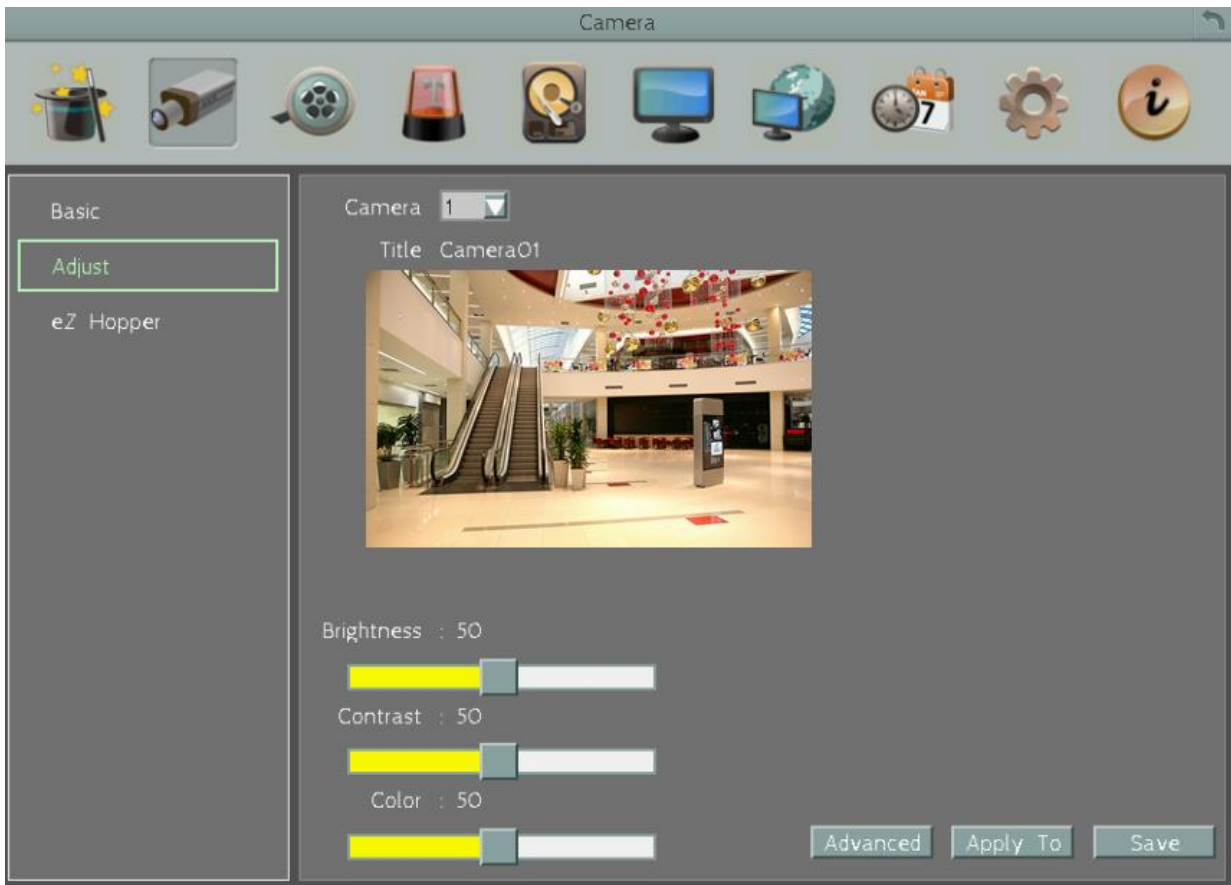 Camera
7
i
Basic
Adjust
eZ Hopper
Camera 1
Title Camera01
Brightness : 50
Contrast : 50
Color : 50
Advanced Apply To Save